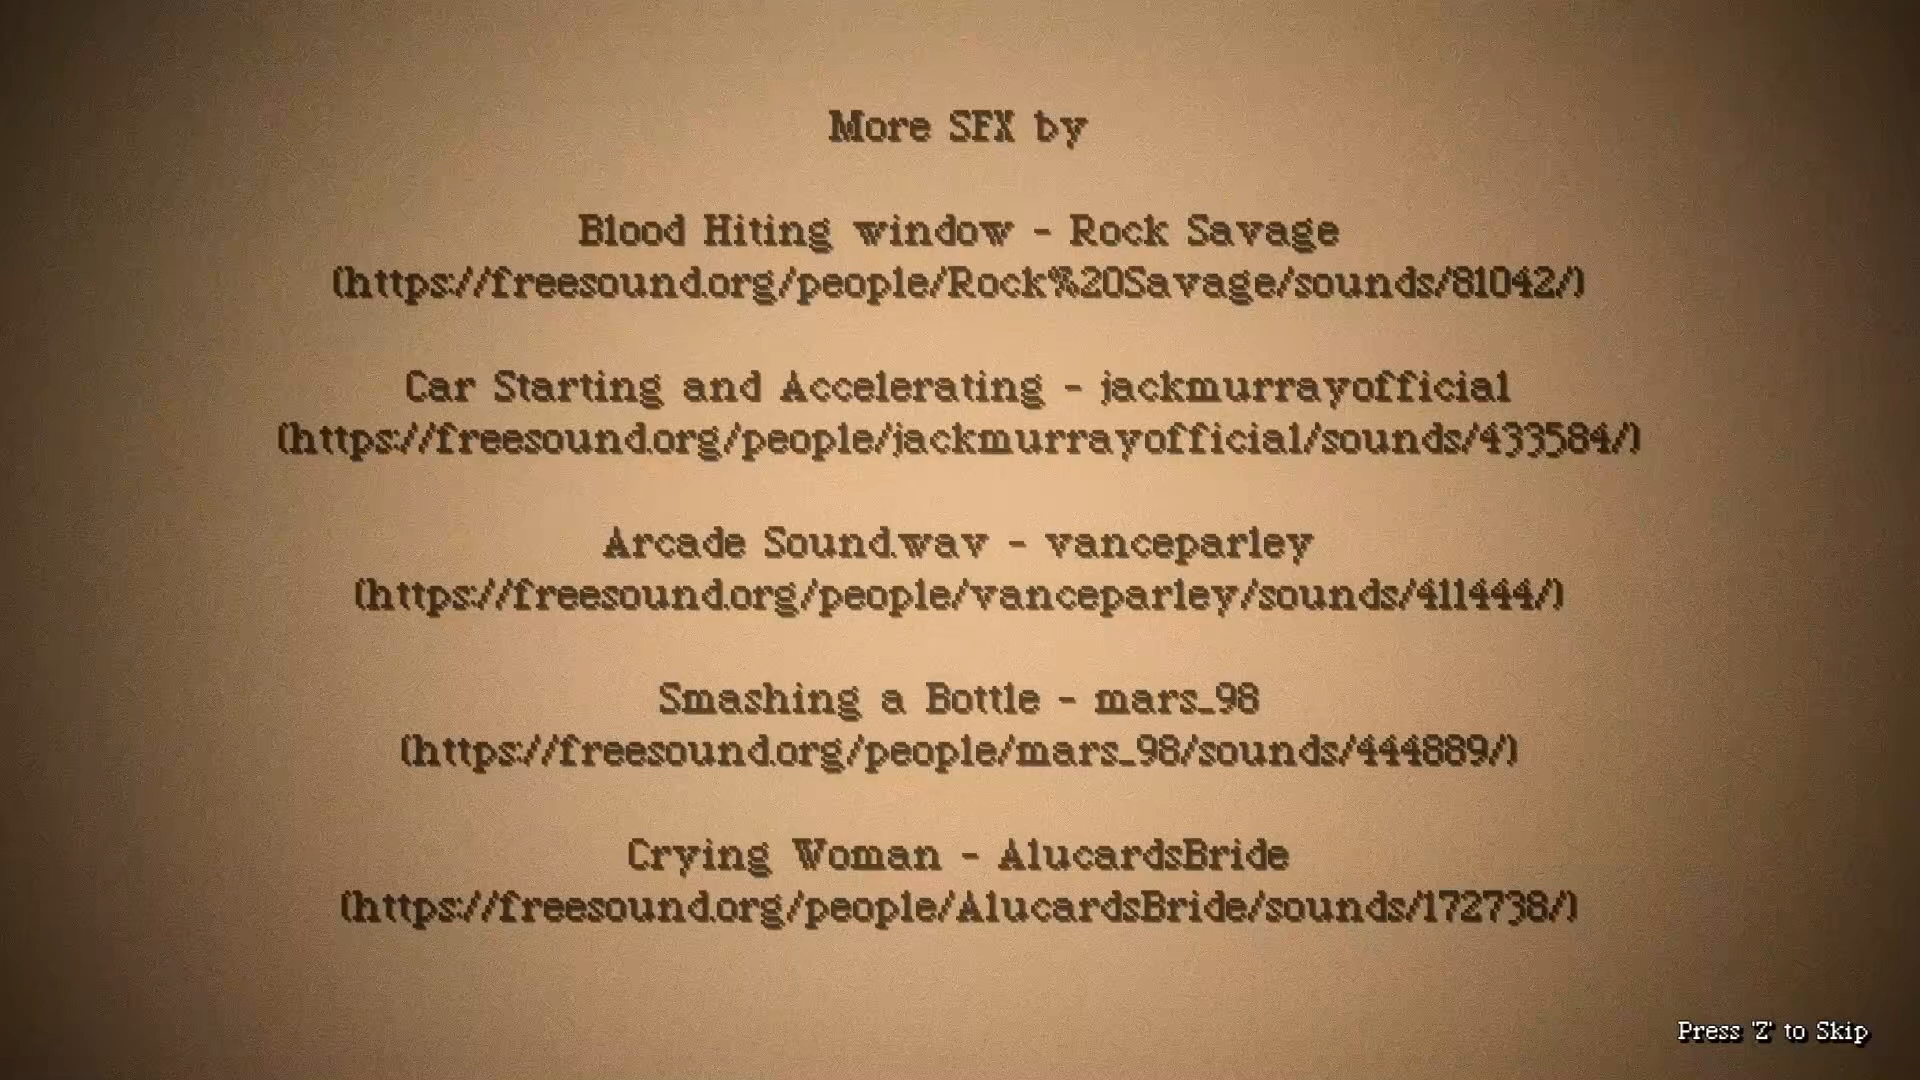 More SFX by
Blood Hiting window - Rock Savage
(https://freesound.org/people/Rock%20Savage/sounds/81042/)
Car Starting and Accelerating - jackmurrayofficial
(https://freesound.org/people/jackmurrayofficial/sounds/433584/)
Arcade Sound.wav - vanceparley
(https://freesound.org/people/vanceparley/sounds/411444/)
Smashing a Bottle - mars_98
(https://freesound.org/people/mars_98/sounds/444889/)
Crying Woman - AlucardsBride
(https://freesound.org/people/AlucardsBride/sounds/172738/)
Press 'Z' to Skip